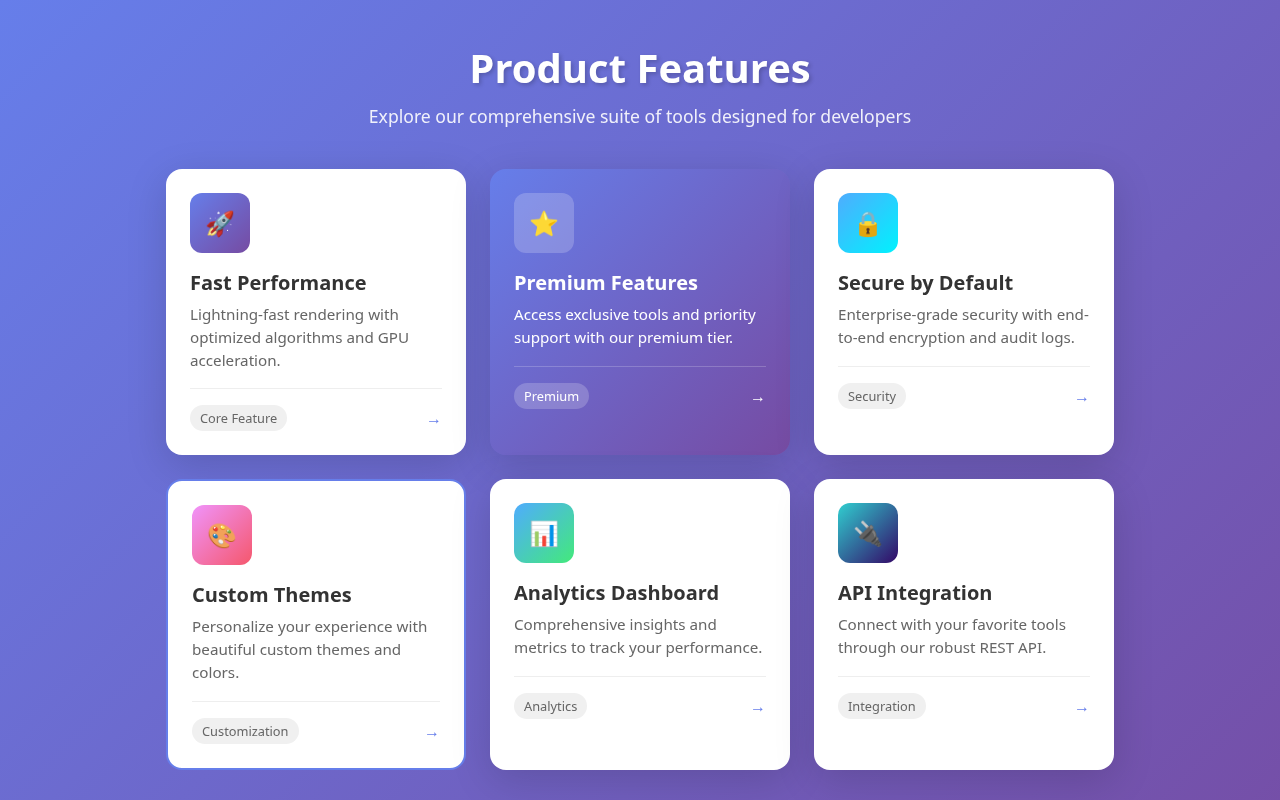 Product Features
Explore our comprehensive suite of tools designed for developers
Fast Performance
Lightning-fast rendering with
optimized algorithms and GPU
acceleration.
Core Feature
→
Premium Features
Access exclusive tools and priority
support with our premium tier.
Premium
→
Secure by Default
Enterprise-grade security with end-
to-end encryption and audit logs.
Security
→
Custom Themes
Personalize your experience with
beautiful custom themes and
colors.
Customization
→
Analytics Dashboard
Comprehensive insights and
metrics to track your performance.
Analytics
→
API Integration
Connect with your favorite tools
through our robust REST API.
Integration
→